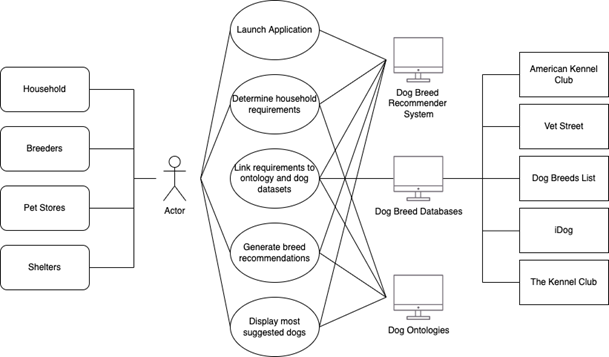 Household
Breeders
Pet Stores
Shelters
Actor
Launch Application
Determine household
requirements
Link requirements to
ontology and dog
datasets
Generate breed
recommendations
Display most
suggested dogs
Dog Breed
Recommender
System
Dog Breed Databases
Dog Ontologies
American Kennel
Club
Vet Street
Dog Breeds List
iDog
The Kennel Club